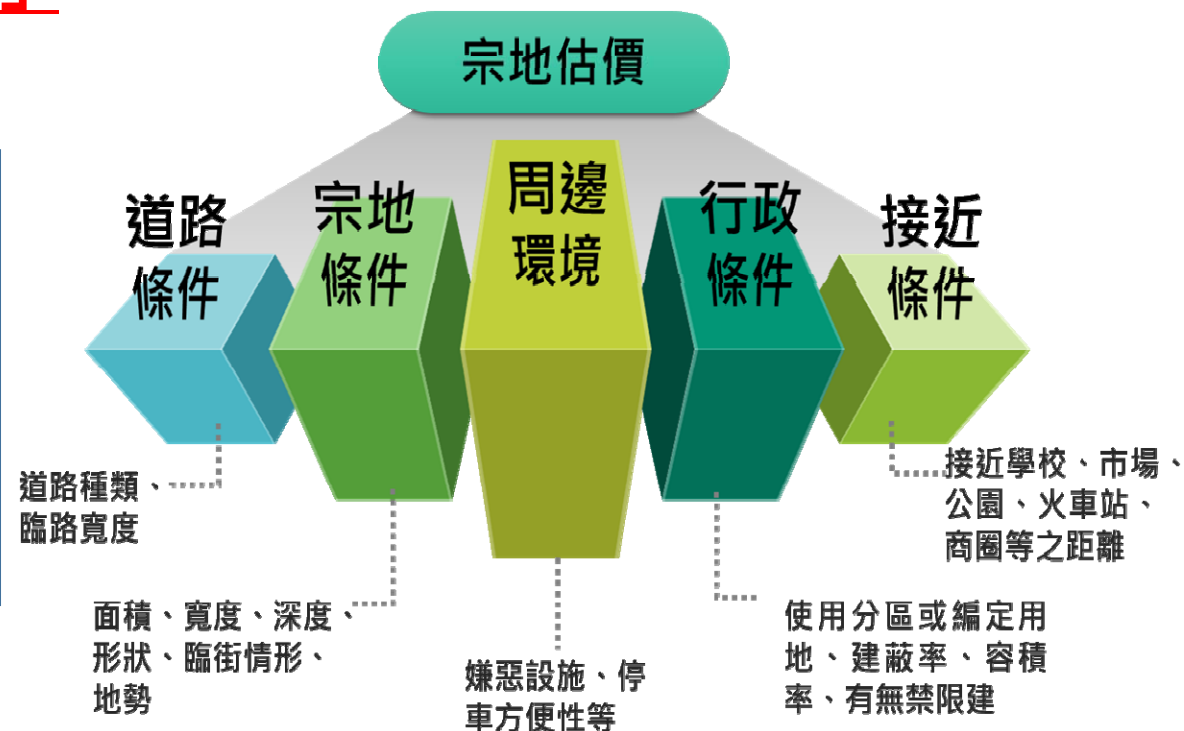 宗地估價
道路
條件
宗地
條件
周邊
環境
行政
條件
接近
條件
道路種類、
臨路寬度
面積、寬度、深度、
形狀、臨街情形、
地勢
嫌惡設施、停
車方便性等
使用分區或編定用
地、建蔽率、容積
率、有無禁限建
接近學校、市場、
公園、火車站、
商圈等之距離